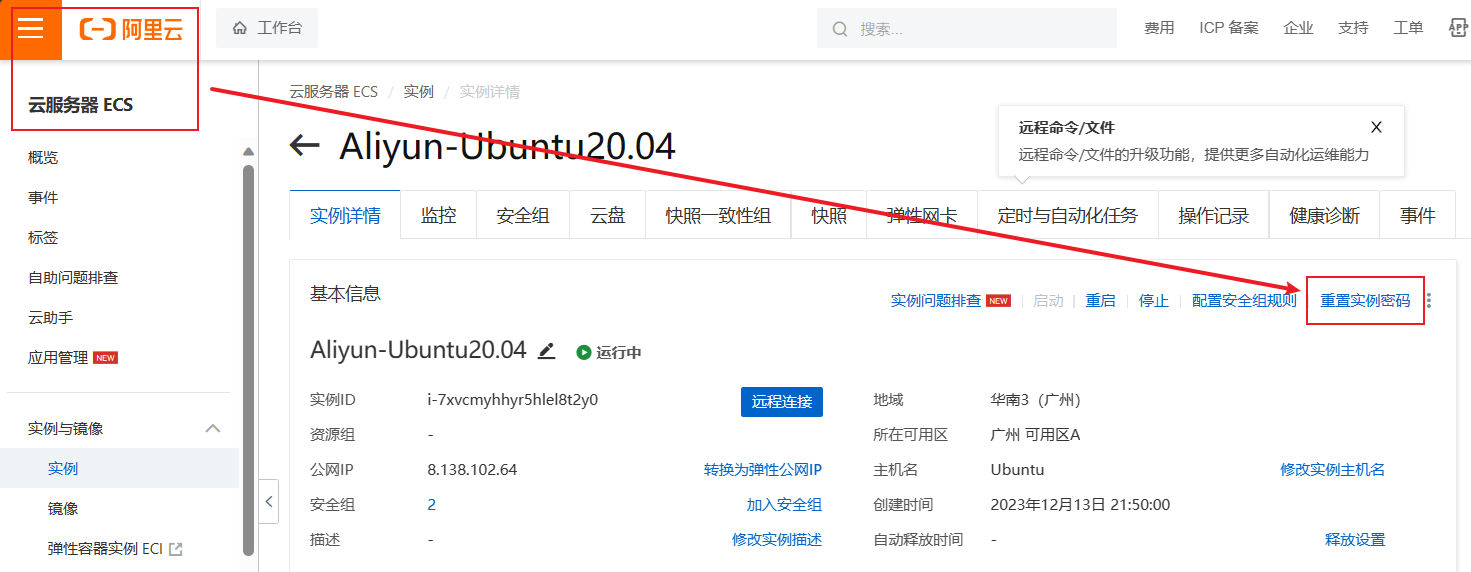 阿里云 工作台 搜索... 费用 ICP 备案 企业 支持 工单 APP
云服务器 ECS
概览
事件
标签
自助问题排查
云助手
应用管理 NEW
实例与镜像
实例
镜像
弹性容器实例 ECI
云服务器 ECS / 实例 / 实例详情
远程命令/文件 X
远程命令/文件的升级功能，提供更多自动化运维能力
Aliyun-Ubuntu20.04
实例详情 监控 安全组 云盘 快照一致性组 快照 弹性网卡 定时与自动化任务 操作记录 健康诊断 事件
基本信息
实例问题排查 NEW 启动 重启 停止 配置安全组规则 重置实例密码
Aliyun-Ubuntu20.04 运行中
实例ID i-7xvcmyhhyr5hlel8t2y0 远程连接 地域 华南3（广州）
资源组 - 所在可用区 广州 可用区A
公网IP 8.138.102.64 转换为弹性公网IP 主机名 Ubuntu 修改实例主机名
安全组 2 加入安全组 创建时间 2023年12月13日 21:50:00
描述 - 修改实例描述 自动释放时间 - 释放设置